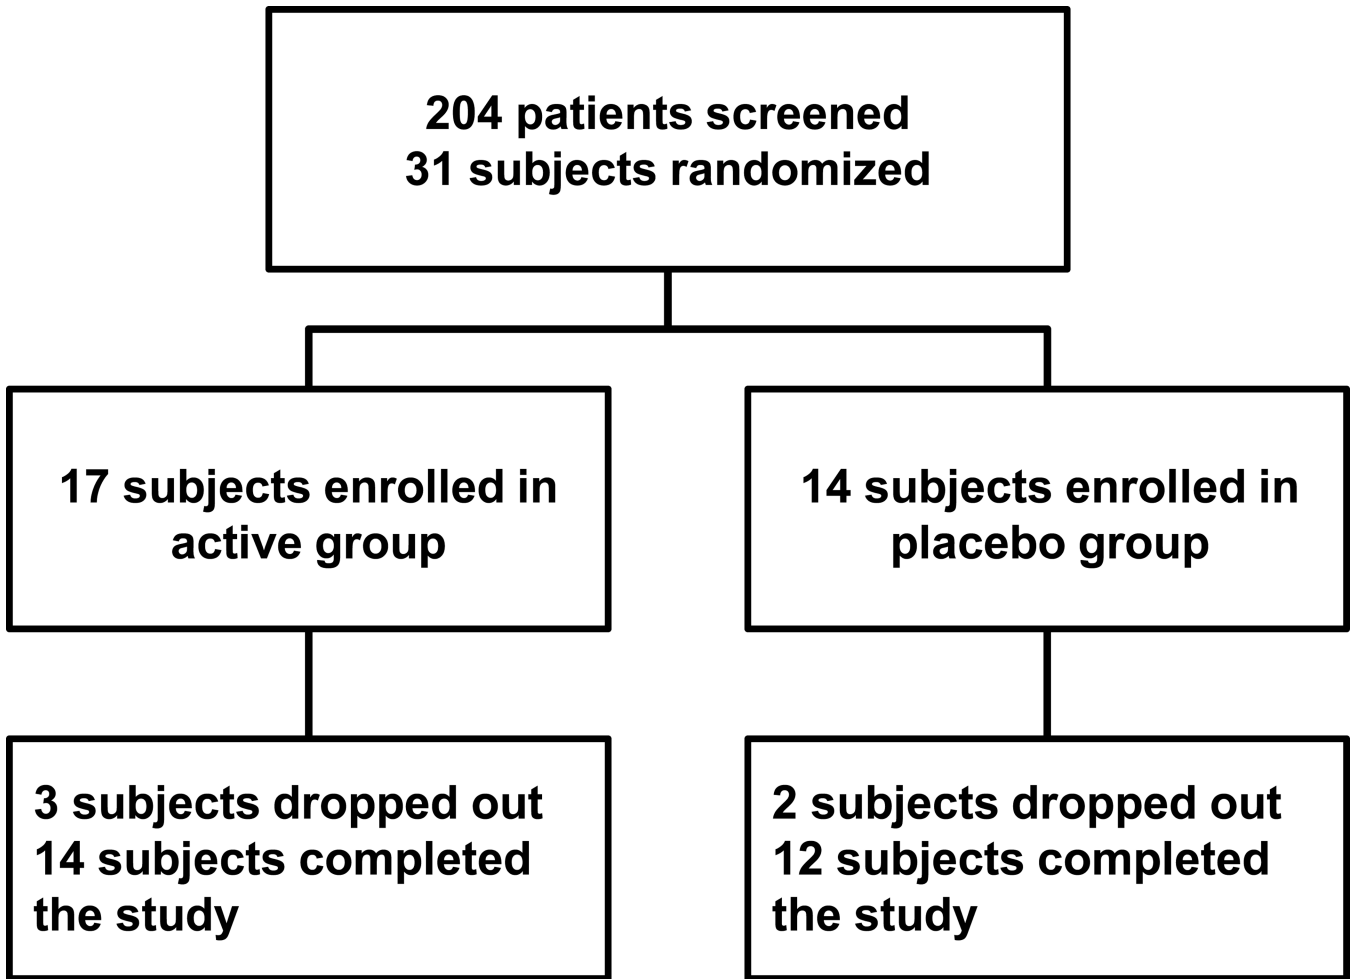 204 patients screened
31 subjects randomized
17 subjects enrolled in
active group
14 subjects enrolled in
placebo group
3 subjects dropped out
14 subjects completed
the study
2 subjects dropped out
12 subjects completed
the study